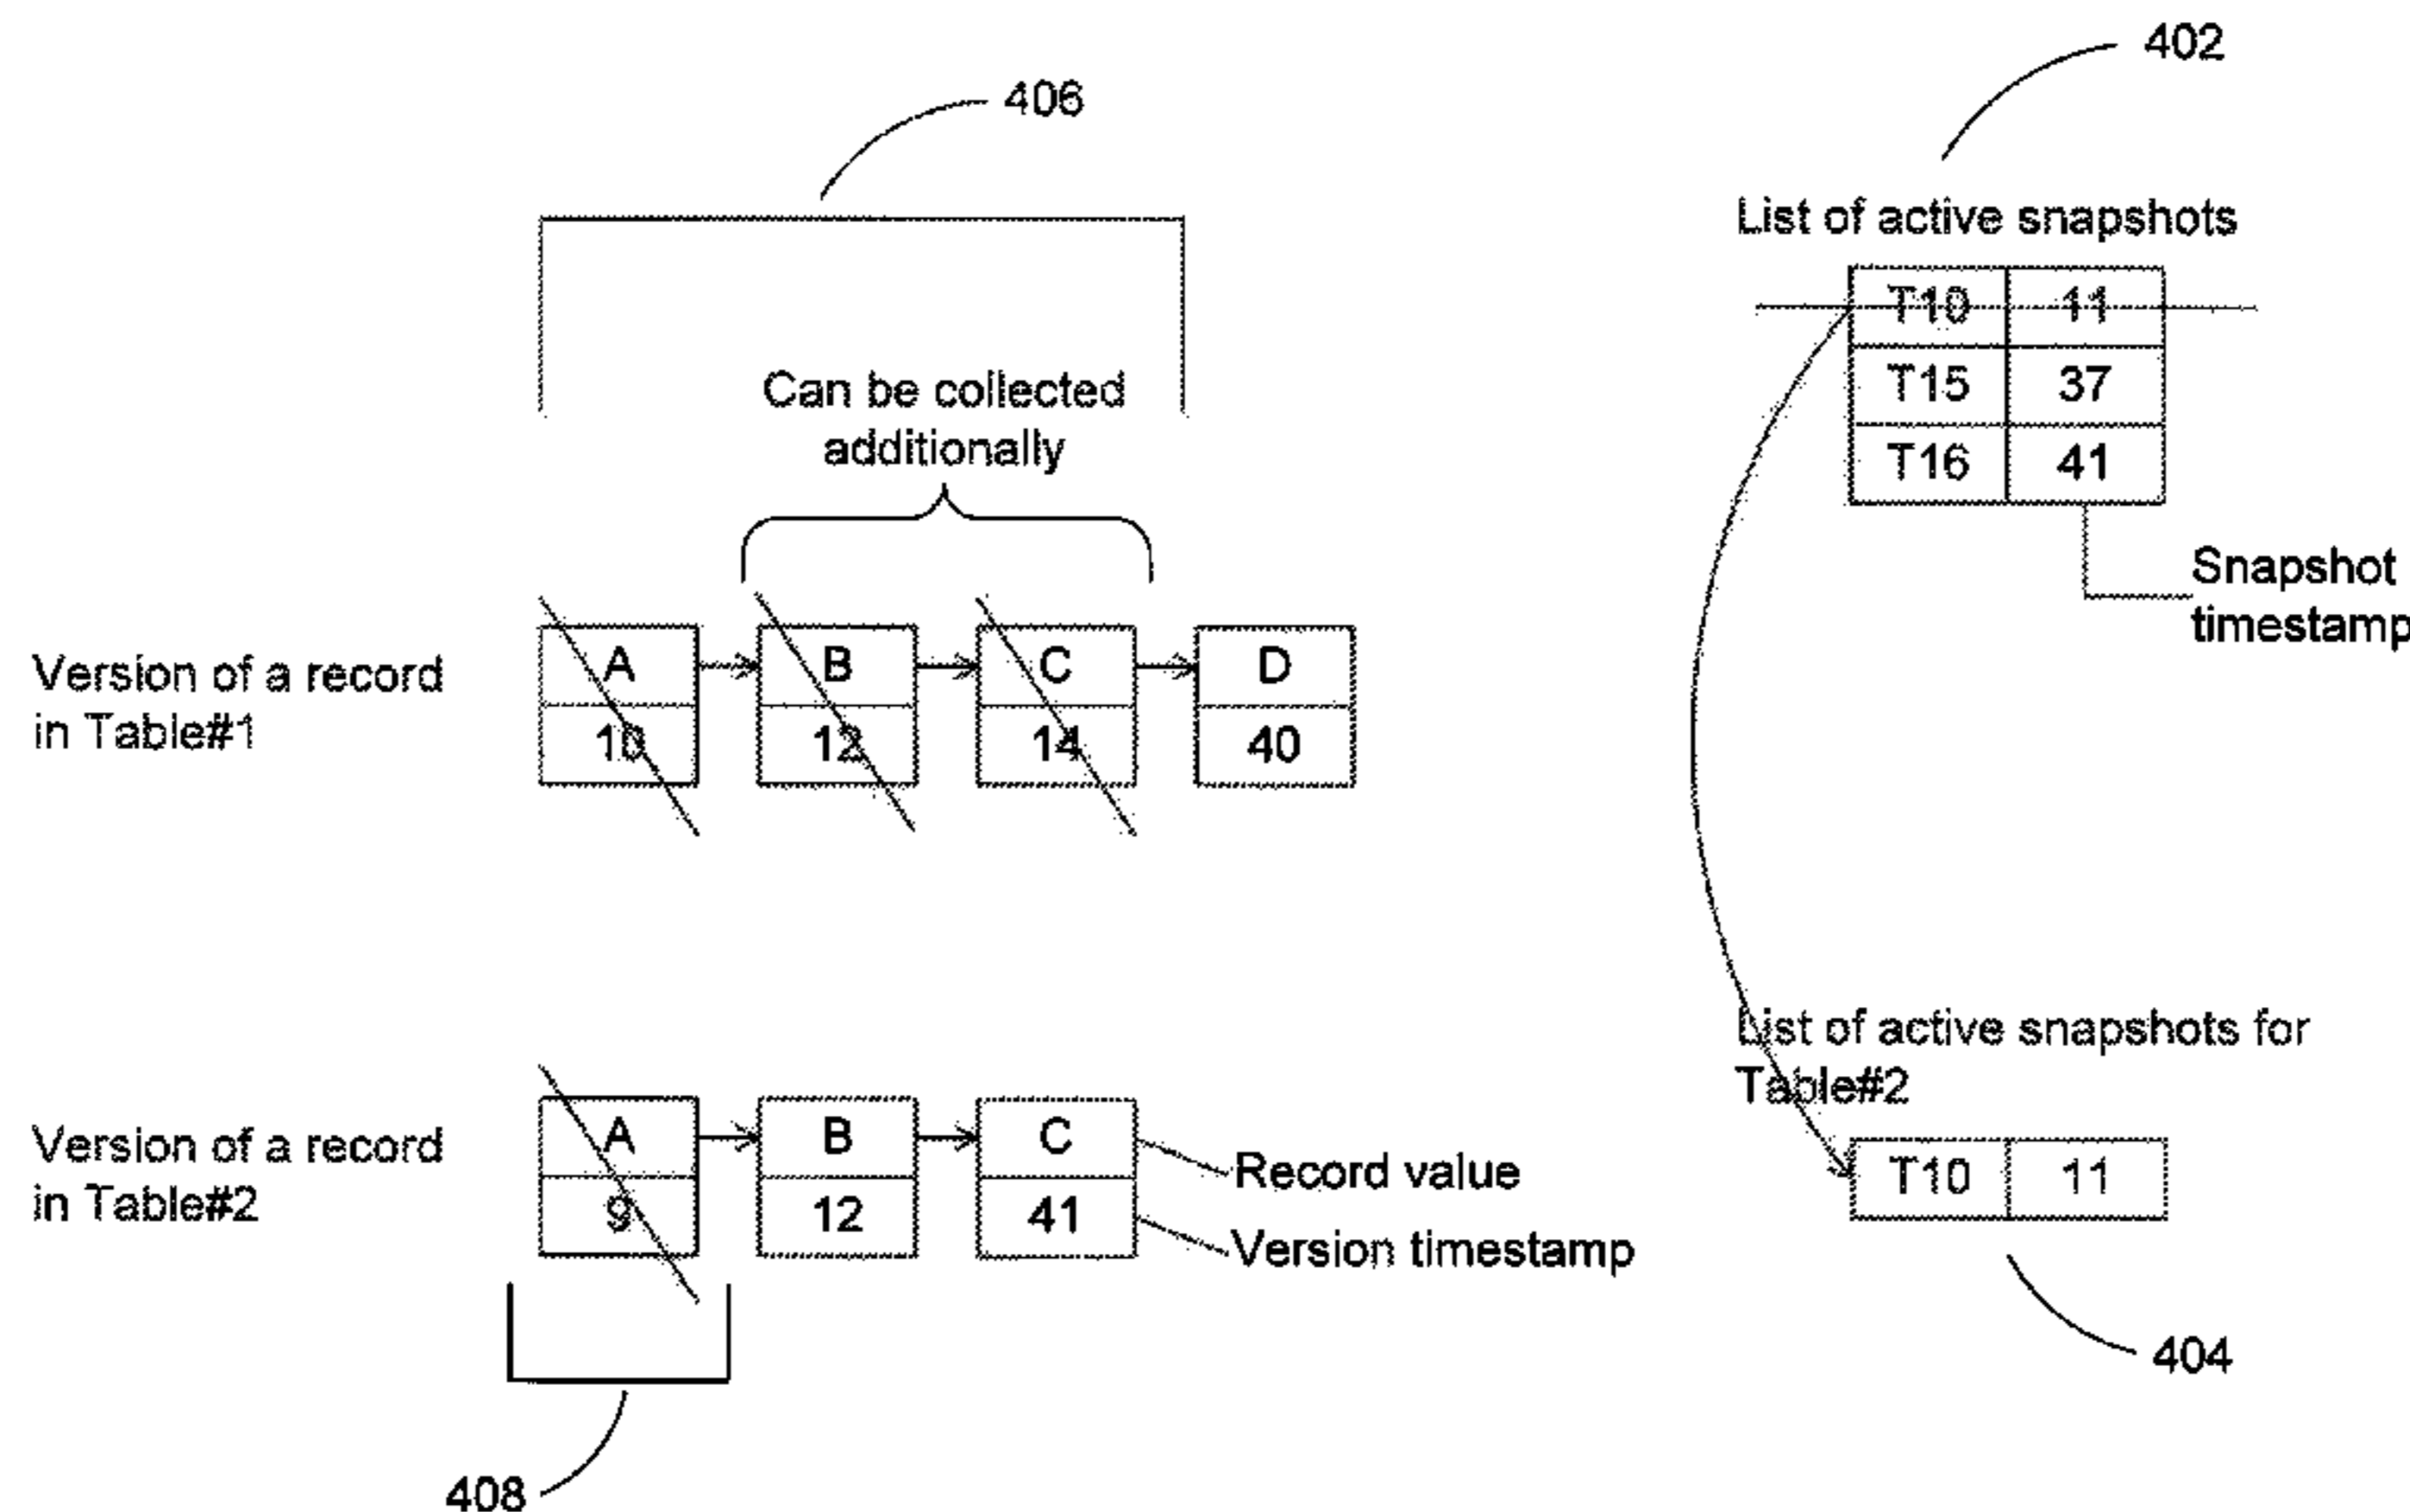 402
406
List of active snapshots
T10 11
T15 37
T16 41
Can be collected
additionally
Snapshot
timestamp
Version of a record
in Table#1
A B C D
10 12 14 40
List of active snapshots for
Table#2
Version of a record
in Table#2
A B C
9 12 41
Record value
Version timestamp
T10 11
404
408